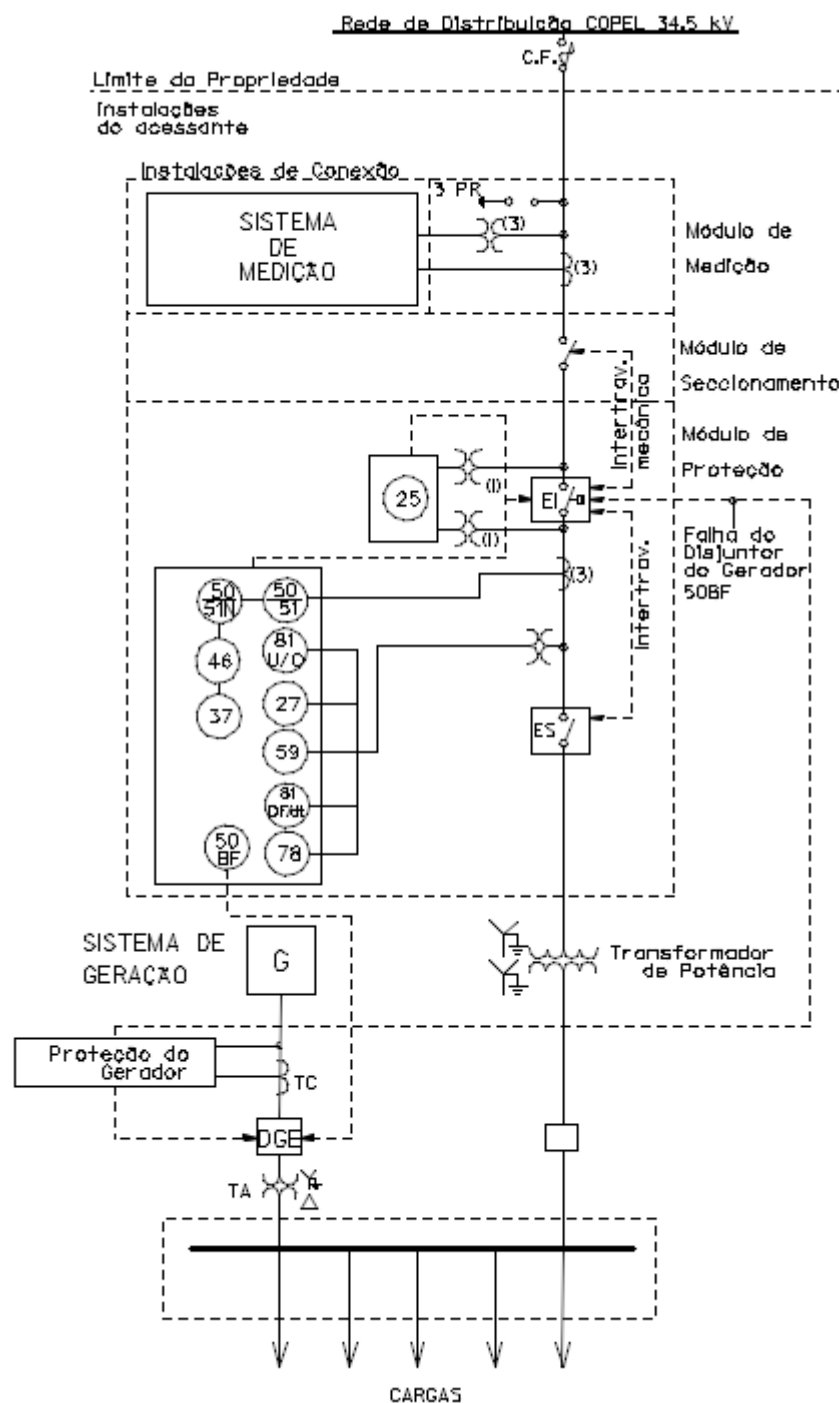 Rede de Distribuição COPEL 34.5 kV
C.F.
Limite da Propriedade
Instalações
do acessante
Instalações de Conexão
3 PR
SISTEMA
DE
MEDIÇÃO
(3)
(3)
Módulo de
Medição
Módulo de
Seccionamento
Intertrav.
mecânica
Módulo de
Proteção
25
(1)
(1)
EI
Falha do
Disjuntor
do Gerador
50BF
Intertrav.
(3)
50
51N
50
51
46
81
U/O
37
27
59
81
DF/dt
50
BF
78
ES
SISTEMA DE
GERAÇÃO
G
Transformador
de Potência
Proteção do
Gerador
TC
DGE
TA
CARGAS